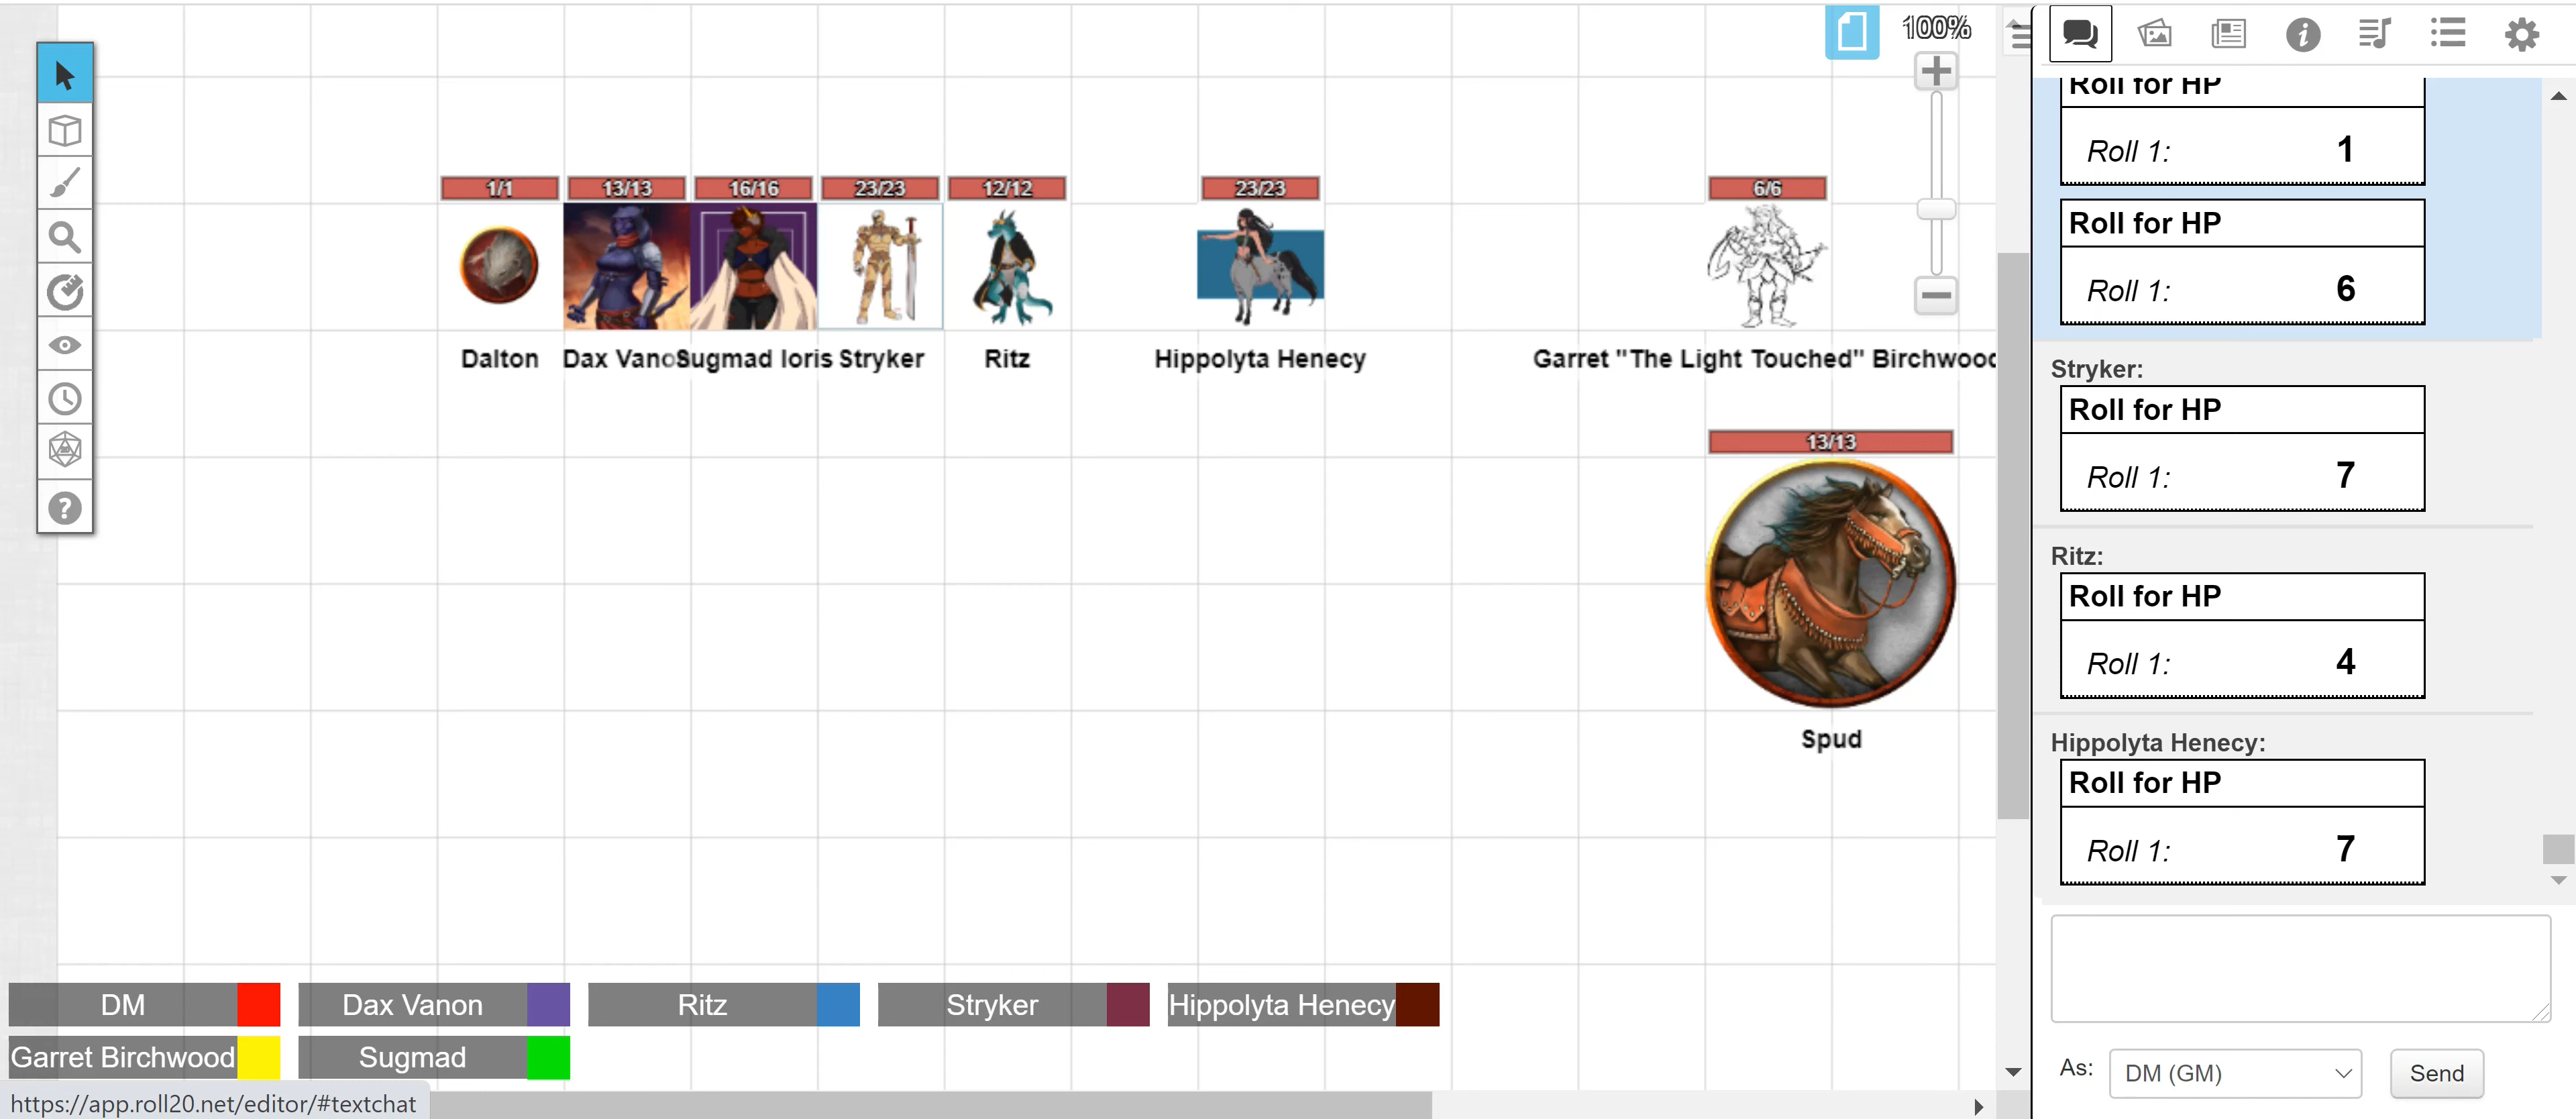 100%
1/1
13/13
16/16
23/23
12/12
23/23
6/6
Dalton
Dax Vano
Sugmad Ioris
Stryker
Ritz
Hippolyta Henecy
Garret "The Light Touched" Birchwood
13/13
Spud
DM
Dax Vanon
Ritz
Stryker
Hippolyta Henecy
Garret Birchwood
Sugmad
https://app.roll20.net/editor/#textchat
Roll for HP
Roll 1: 1
Roll for HP
Roll 1: 6
Stryker:
Roll for HP
Roll 1: 7
Ritz:
Roll for HP
Roll 1: 4
Hippolyta Henecy:
Roll for HP
Roll 1: 7
As: DM (GM) Send